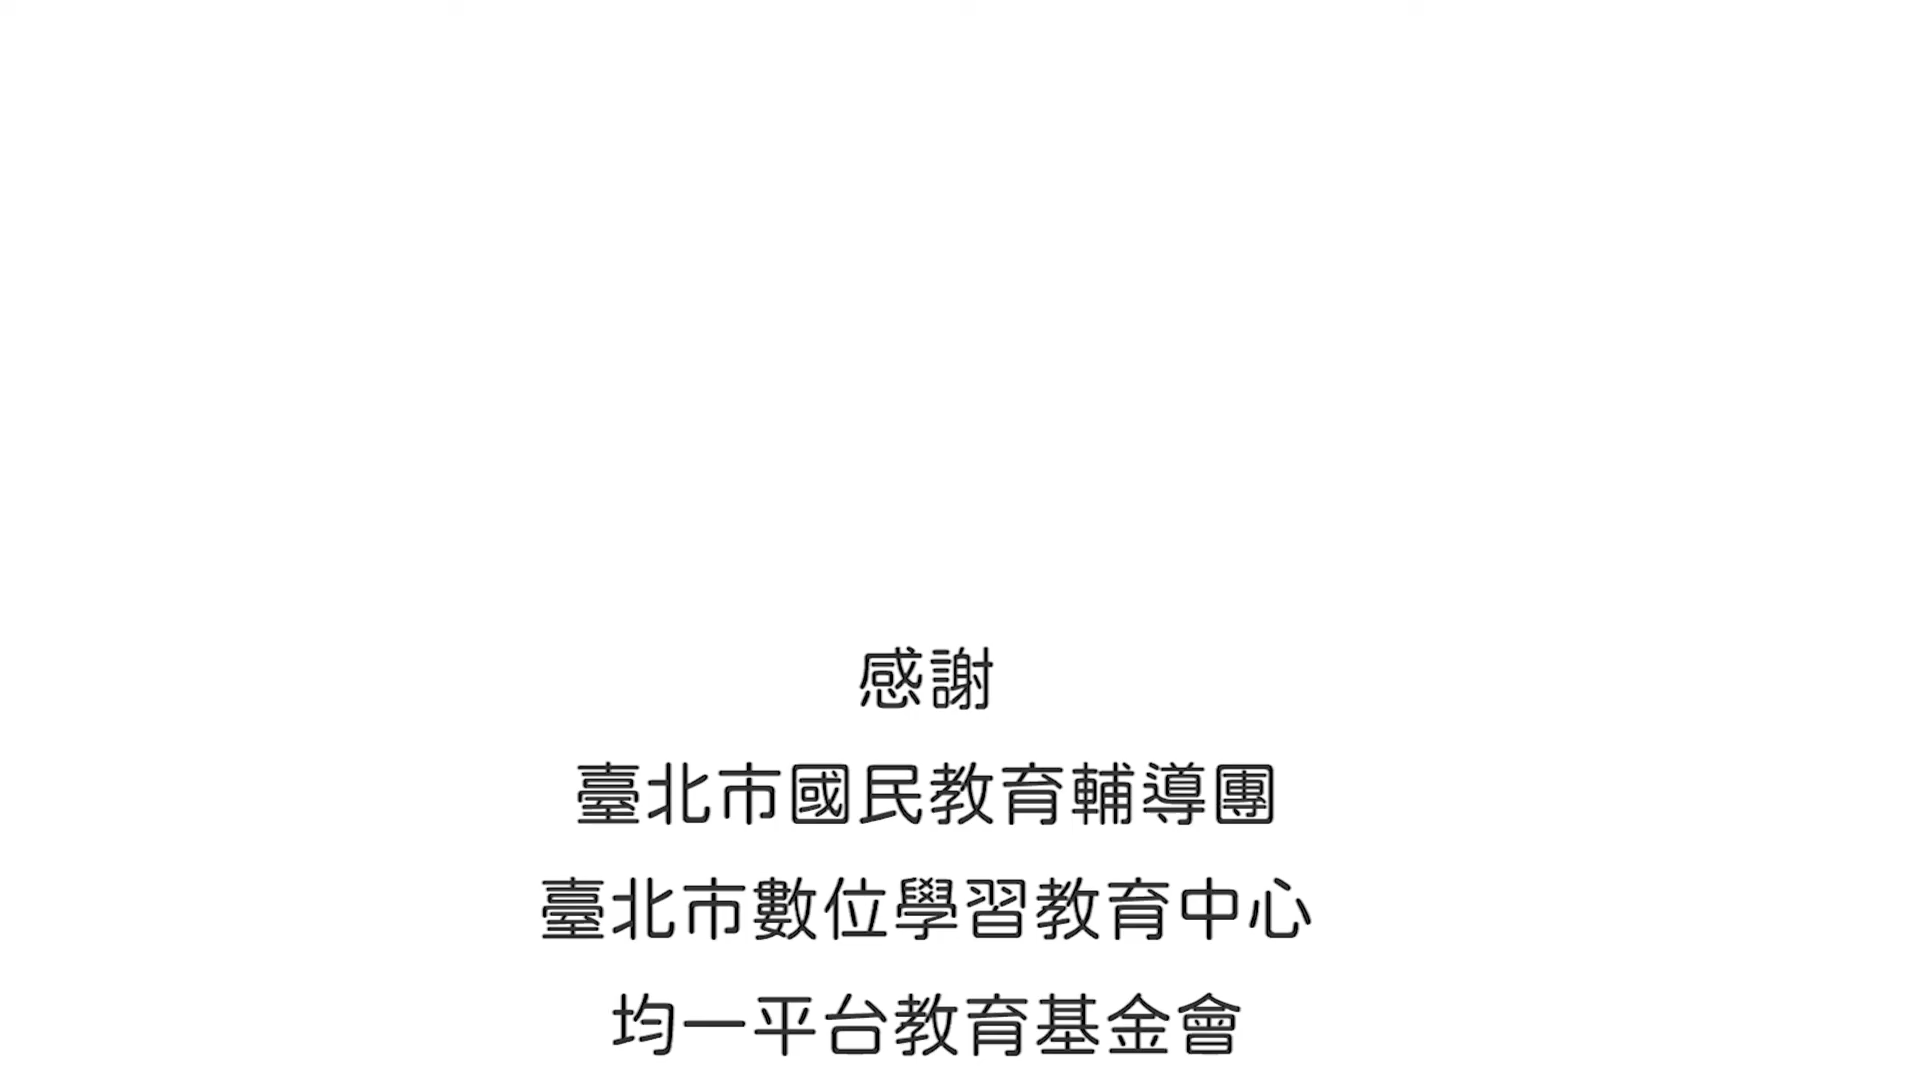 感謝
臺北市國民教育輔導團
臺北市數位學習教育中心
均一平台教育基金會